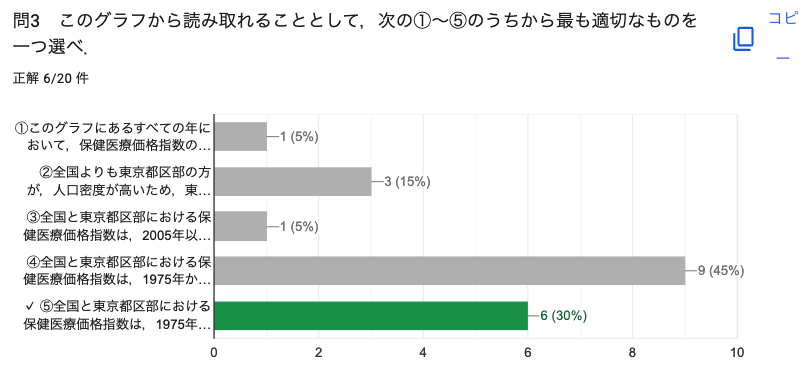 問3　このグラフから読み取れることとして，次の①～⑤のうちから最も適切なものを
一つ選べ．
コピ
ー
正解 6/20 件
①このグラフにあるすべての年に
おいて，保健医療価格指数の...
1 (5%)
②全国よりも東京都区部の方
が，人口密度が高いため，東...
3 (15%)
③全国と東京都区部における保
健医療価格指数は，2005年以...
1 (5%)
④全国と東京都区部における保
健医療価格指数は，1975年か...
9 (45%)
✓ ⑤全国と東京都区部における
保健医療価格指数は，1975年...
6 (30%)
0 2 4 6 8 10